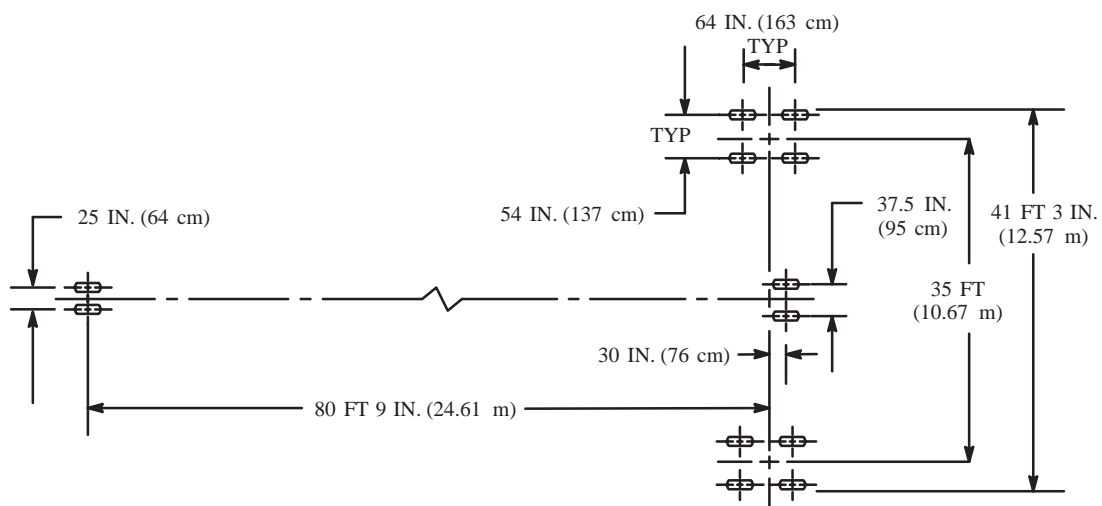 64 IN. (163 cm)
TYP
TYP
54 IN. (137 cm)
25 IN. (64 cm)
37.5 IN.
(95 cm)
41 FT 3 IN.
(12.57 m)
35 FT
(10.67 m)
30 IN. (76 cm)
80 FT 9 IN. (24.61 m)